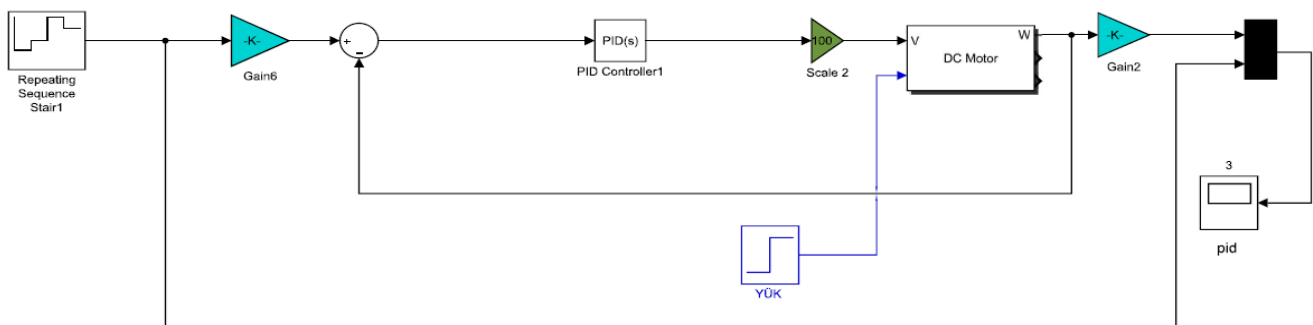 -K-
Gain6
Repeating
Sequence
Stair1
+
-
PID(s)
PID Controller1
100
Scale 2
V
W
DC Motor
-K-
Gain2
3
pid
YÜK